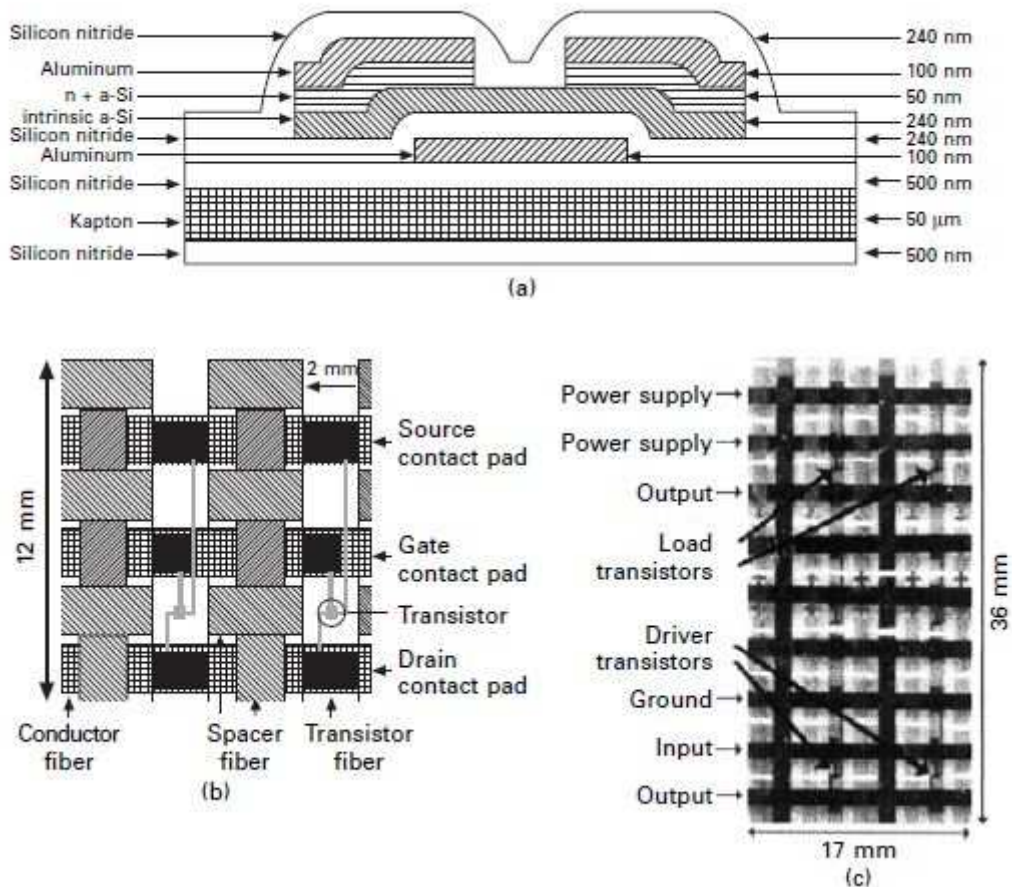 Silicon nitride
Aluminum
n + a-Si
intrinsic a-Si
Silicon nitride
Aluminum
Silicon nitride
Kapton
Silicon nitride
240 nm
100 nm
50 nm
240 nm
240 nm
100 nm
500 nm
50 μm
500 nm
(a)
12 mm
2 mm
Source
contact pad
Gate
contact pad
Transistor
Drain
contact pad
Conductor
fiber
Spacer
fiber
Transistor
fiber
(b)
Power supply
Power supply
Output
Load
transistors
Driver
transistors
Ground
Input
Output
36 mm
17 mm
(c)